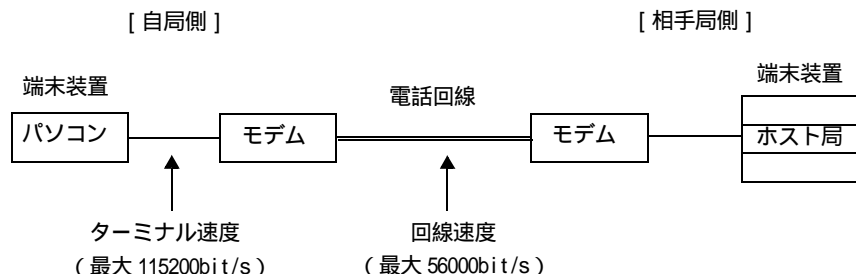 [ 自局側 ]
[ 相手局側 ]
端末装置
端末装置
電話回線
パソコン
モデム
モデム
ホスト局
ターミナル速度
回線速度
( 最大 115200bit/s )
( 最大 56000bit/s )